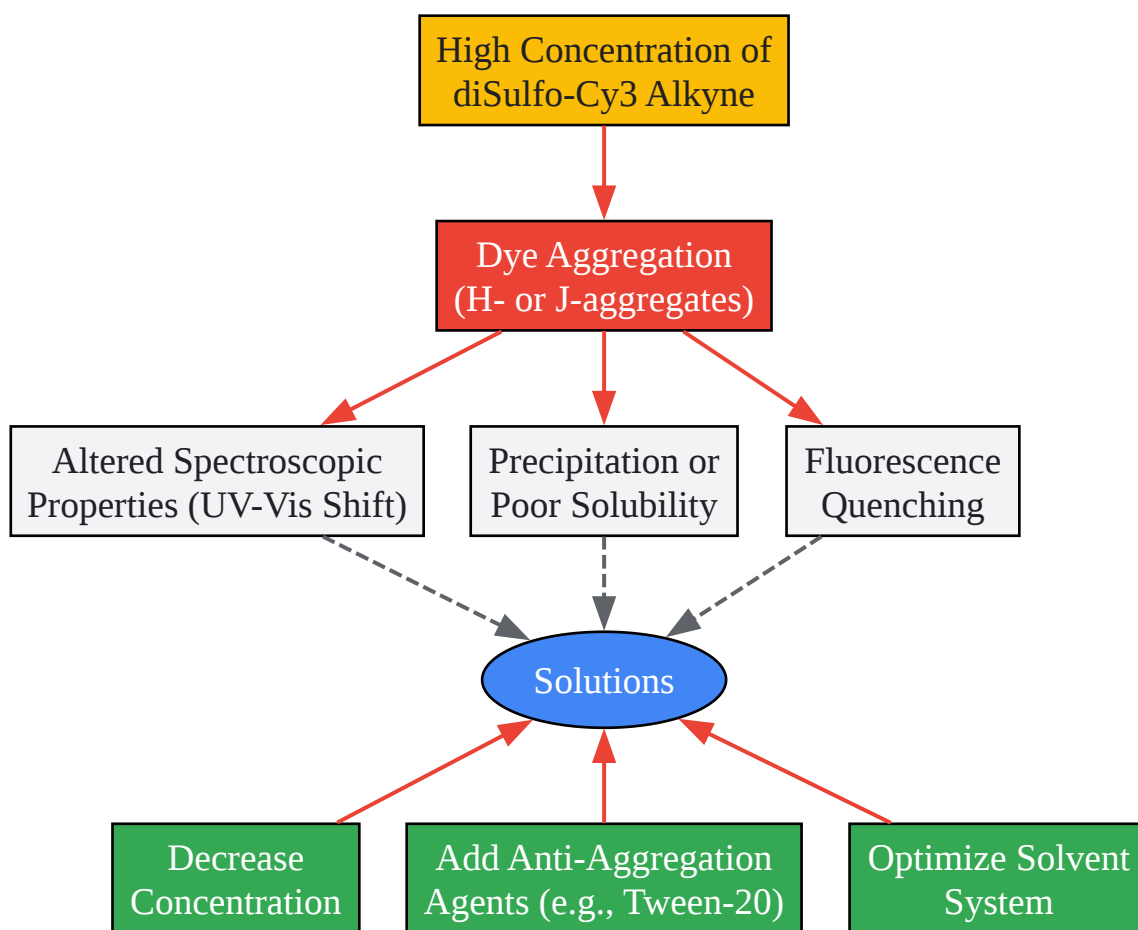 High Concentration of
diSulfo-Cy3 Alkyne
Dye Aggregation
(H- or J-aggregates)
Altered Spectroscopic
Properties (UV-Vis Shift)
Precipitation or
Poor Solubility
Fluorescence
Quenching
Solutions
Decrease
Concentration
Add Anti-Aggregation
Agents (e.g., Tween-20)
Optimize Solvent
System